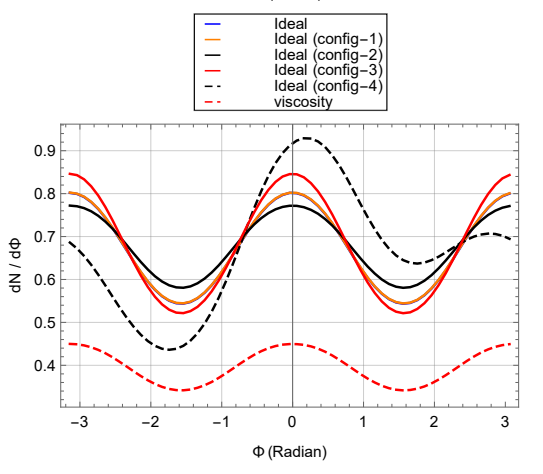 Ideal
Ideal (config-1)
Ideal (config-2)
Ideal (config-3)
Ideal (config-4)
viscosity
0.9
0.8
0.7
0.6
0.5
0.4
dN / dΦ
-3 -2 -1 0 1 2 3
Φ (Radian)